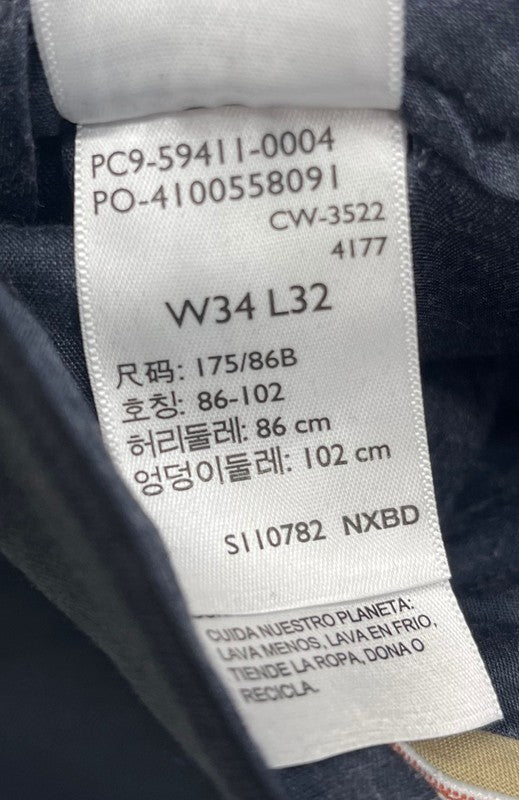 PC9-59411-0004
PO-4100558091
CW-3522
4177
W34 L32
尺码: 175/86B
호칭: 86-102
허리둘레: 86 cm
엉덩이둘레: 102 cm
S110782 NXBD
CUIDA NUESTRO PLANETA:
LAVA MENOS, LAVA EN FRIO,
TIENDE LA ROPA, DONA O
RECICLA.